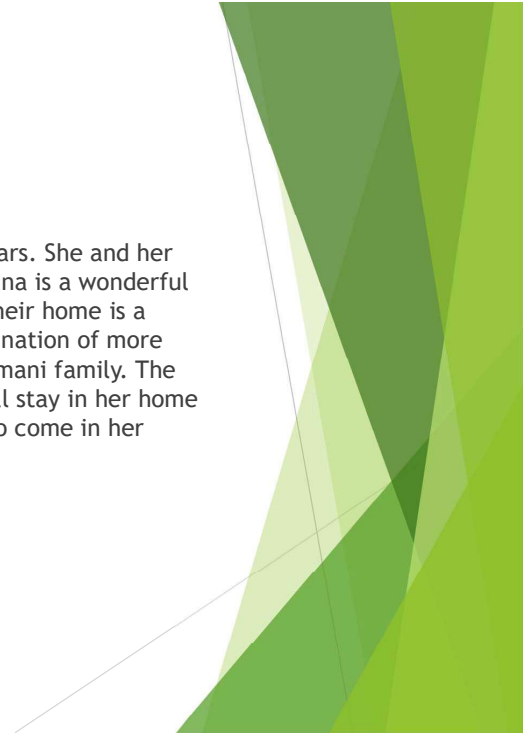 ars. She and her
na is a wonderful
heir home is a
nation of more
mani family. The
l stay in her home
o come in her